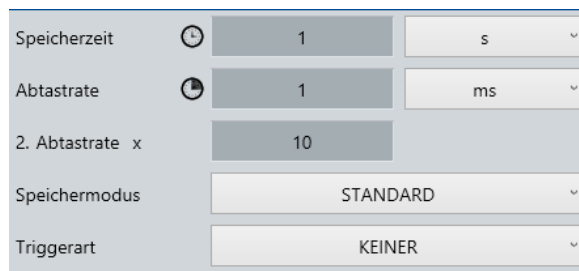 Speicherzeit 1 s
Abtastrate 1 ms
2. Abtastrate x 10
Speichermodus STANDARD
Triggerart KEINER